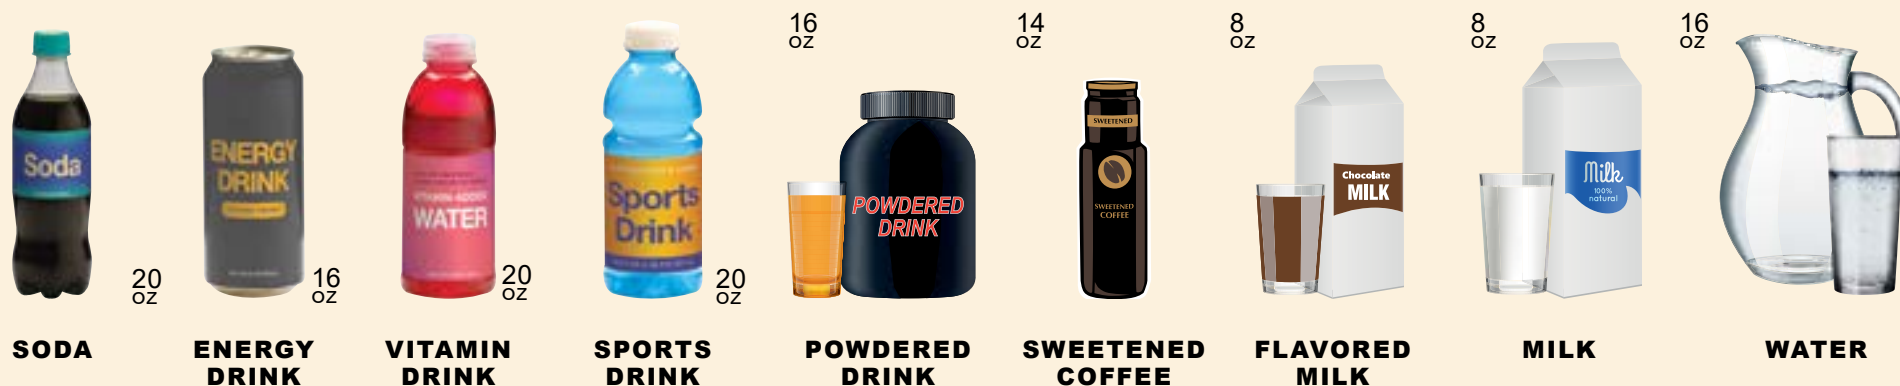 Soda
20
oz
SODA
ENERGY
DRINK
16
oz
ENERGY
DRINK
VITAMIN ADDED
WATER
20
oz
VITAMIN
DRINK
Sports
Drink
20
oz
SPORTS
DRINK
16
oz
POWDERED
DRINK
POWDERED
DRINK
14
oz
SWEETENED
SWEETENED
COFFEE
SWEETENED
COFFEE
8
oz
Chocolate
MILK
FLAVORED
MILK
8
oz
Milk
100%
natural
MILK
16
oz
WATER